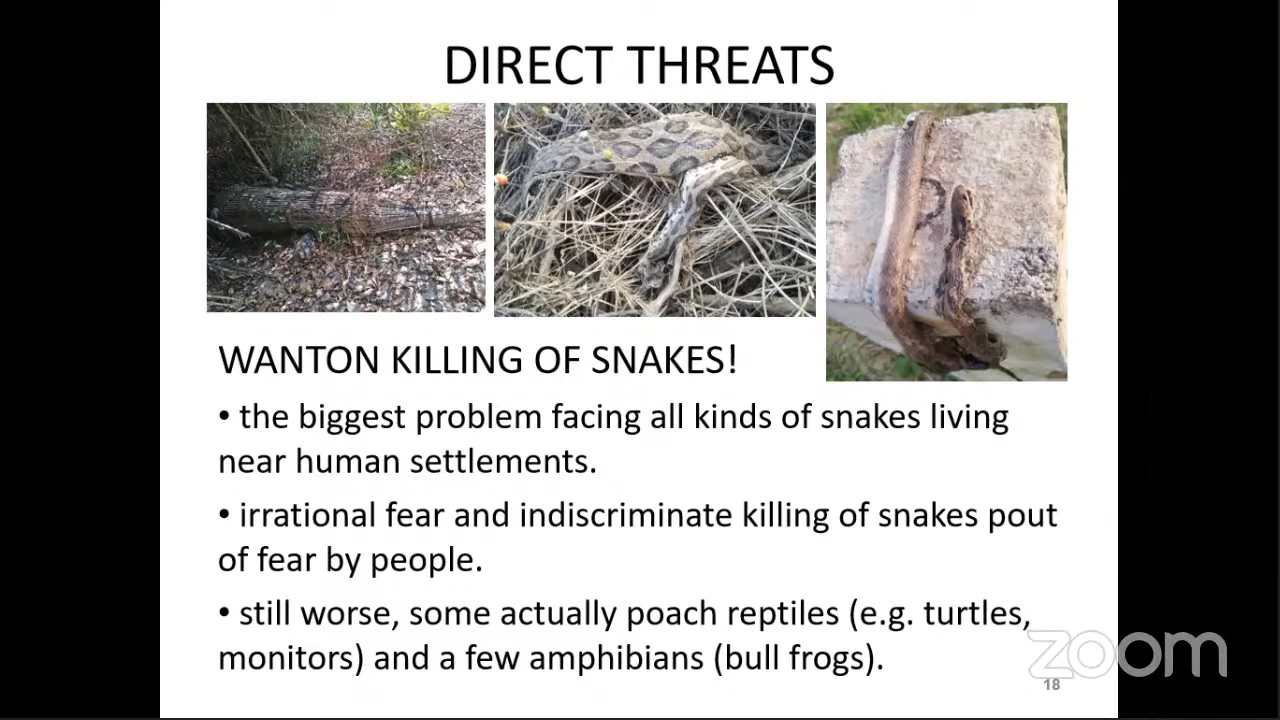 DIRECT THREATS
WANTON KILLING OF SNAKES!
• the biggest problem facing all kinds of snakes living
near human settlements.
• irrational fear and indiscriminate killing of snakes pout
of fear by people.
• still worse, some actually poach reptiles (e.g. turtles,
monitors) and a few amphibians (bull frogs).
zoom
18